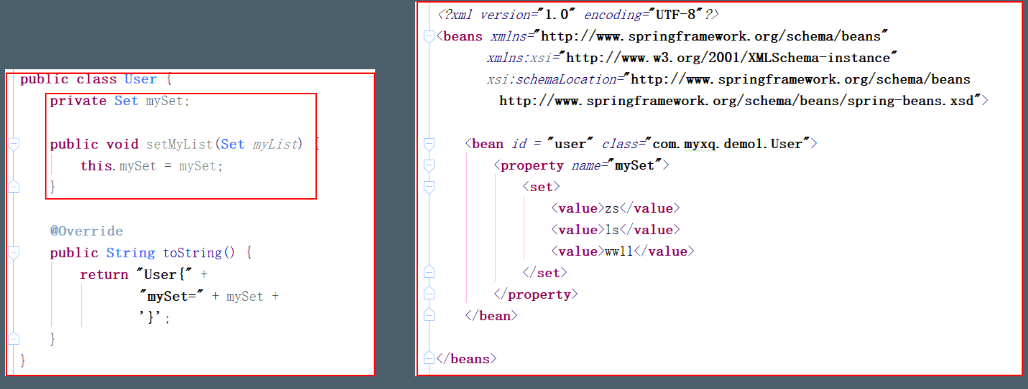 public class User {
private Set mySet;
public void setMyList(Set myList) {
this.mySet = mySet;
}
@Override
public String toString() {
return "User{" +
"mySet=" + mySet +
'}';
}
}
<?xml version="1.0" encoding="UTF-8"?>
<beans xmlns="http://www.springframework.org/schema/beans"
xmlns:xsi="http://www.w3.org/2001/XMLSchema-instance"
xsi:schemaLocation="http://www.springframework.org/schema/beans
http://www.springframework.org/schema/beans/spring-beans.xsd">
<bean id = "user" class="com.myxq.demo1.User">
<property name="mySet">
<set>
<value>zs</value>
<value>ls</value>
<value>wwll</value>
</set>
</property>
</bean>
</beans>